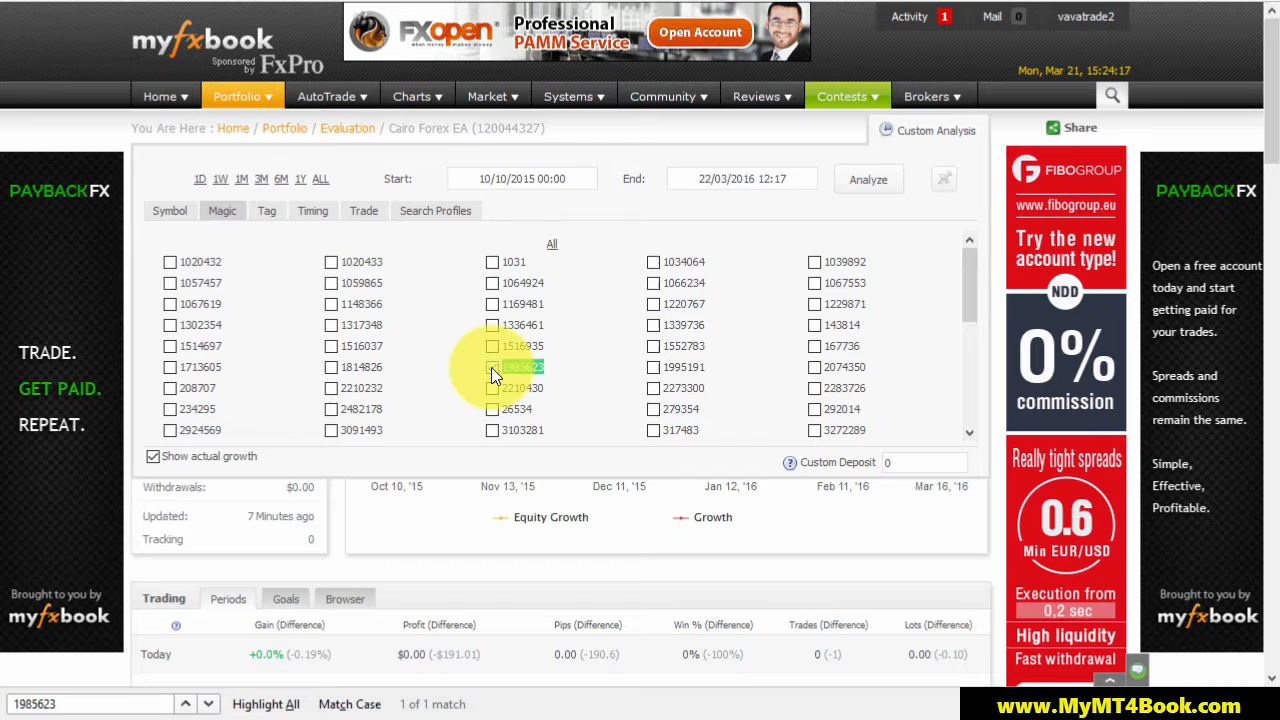 myfxbook
Sponsored by FxPro
FXOPEN
Professional
PAMM Service
Open Account
Activity 1 Mail 0 vavatrade2
Mon, Mar 21, 15:24:17
Home Portfolio AutoTrade Charts Market Systems Community Reviews Contests Brokers
You Are Here : Home / Portfolio / Evaluation / Cairo Forex EA (120044327)
Custom Analysis
Share
1D 1W 1M 3M 6M 1Y ALL Start: 10/10/2015 00:00 End: 22/03/2016 12:17 Analyze
Symbol Magic Tag Timing Trade Search Profiles
All
1020432 1020433 1031 1034064 1039892
1057457 1059865 1064924 1066234 1067553
1067619 1148366 1169481 1220767 1229871
1302354 1317348 1336461 1339736 143814
1514697 1516037 1516935 1552783 167736
1713605 1814826 1985623 1995191 2074350
208707 2210232 2210430 2273300 2283726
234295 2482178 26534 279354 292014
2924569 3091493 3103281 317483 3272289
Show actual growth
Custom Deposit 0
Withdrawals: $0.00
Updated: 7 Minutes ago
Tracking 0
Oct 10, '15 Nov 13, '15 Dec 11, '15 Jan 12, '16 Feb 11, '16 Mar 16, '16
Equity Growth Growth
Trading Periods Goals Browser
Gain (Difference) Profit (Difference) Pips (Difference) Win % (Difference) Trades (Difference) Lots (Difference)
Today +0.0% (-0.19%) $0.00 (-$191.01) 0.00 (-190.6) 0% (-100%) 0 (-1) 0.00 (-0.10)
PAYBACKFX
TRADE.
GET PAID.
REPEAT.
Brought to you by
myfxbook
FIBOGROUP
www.fibogroup.eu
Try the new
account type!
NDD
0%
commission
Really tight spreads
0.6
Min EUR/USD
Execution from
0,2 sec
High liquidity
Fast withdrawal
PAYBACKFX
Open a free account
today and start
getting paid for
your trades.
Spreads and
commissions
remain the same.
Simple,
Effective,
Profitable.
Brought to you by
myfxbook
1985623 Highlight All Match Case 1 of 1 match
www.MyMT4Book.com